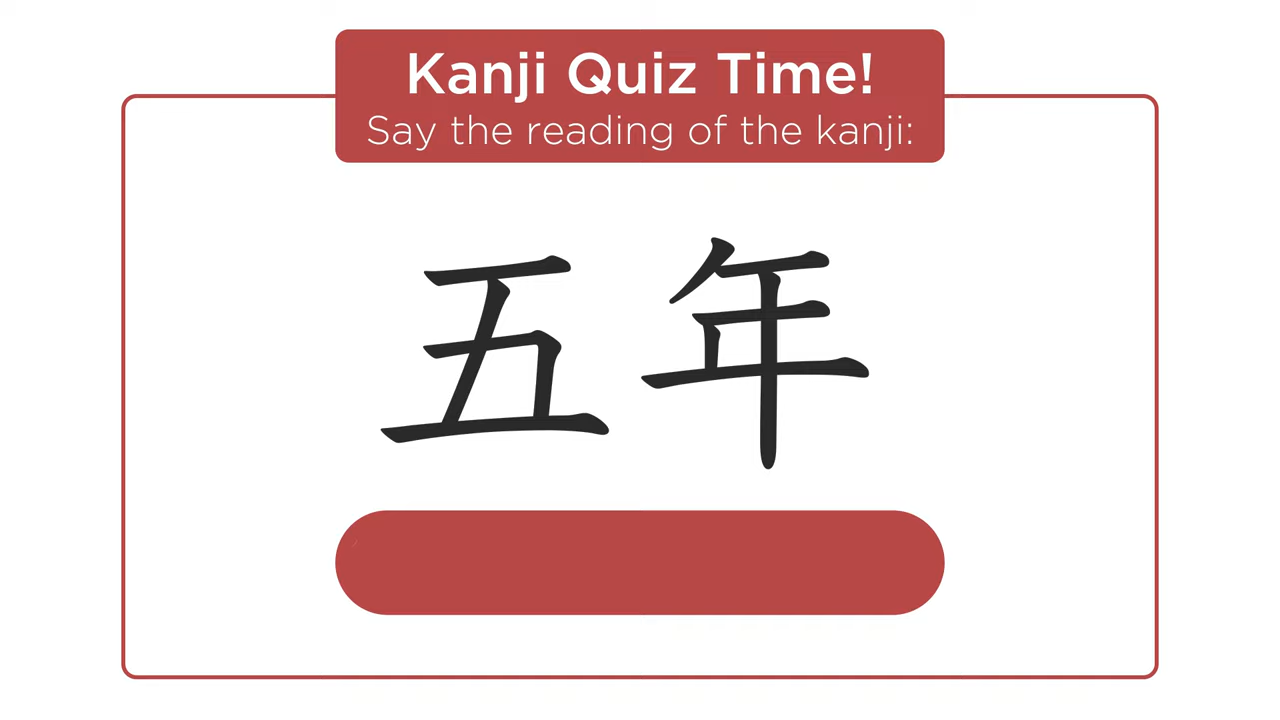 Kanji Quiz Time!
Say the reading of the kanji:
五年